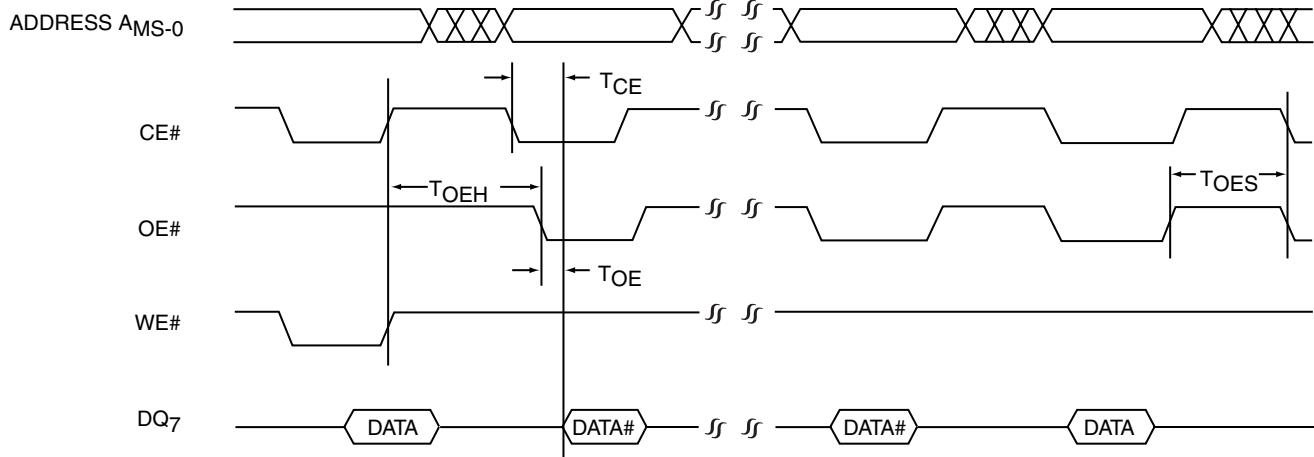 ADDRESS AMS-0
TCE
CE#
TOEH
TOES
OE#
TOE
WE#
DQ7
DATA
DATA#
DATA#
DATA